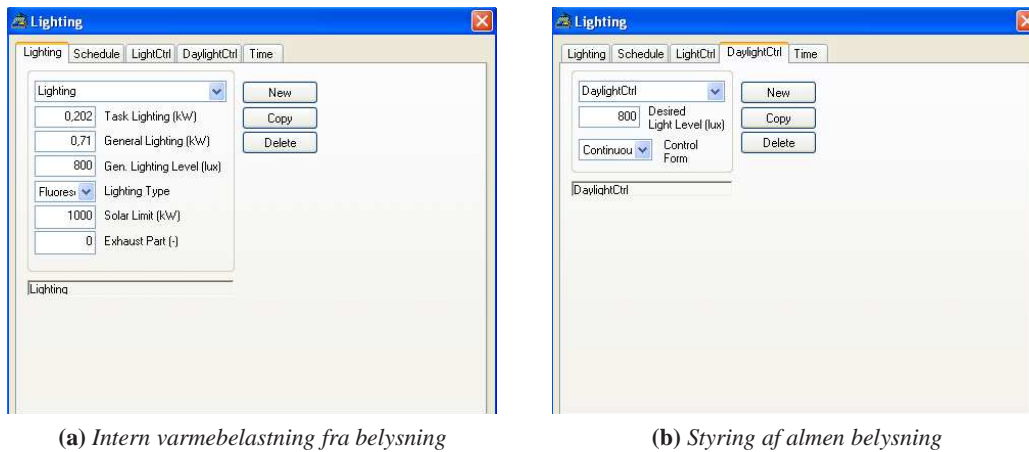 Lighting
Lighting Schedule LightCtrl DaylightCtrl Time
Lighting
New
0,202 Task Lighting (kW)
Copy
0,71 General Lighting (kW)
Delete
800 Gen. Lighting Level (lux)
Fluores Lighting Type
1000 Solar Limit (kW)
0 Exhaust Part (-)
Lighting
(a) Intern varmebelastning fra belysning
Lighting
Lighting Schedule LightCtrl DaylightCtrl Time
DaylightCtrl
New
800 Desired
Light Level (lux)
Copy
Continuou Control
Form
Delete
DaylightCtrl
(b) Styring af almen belysning